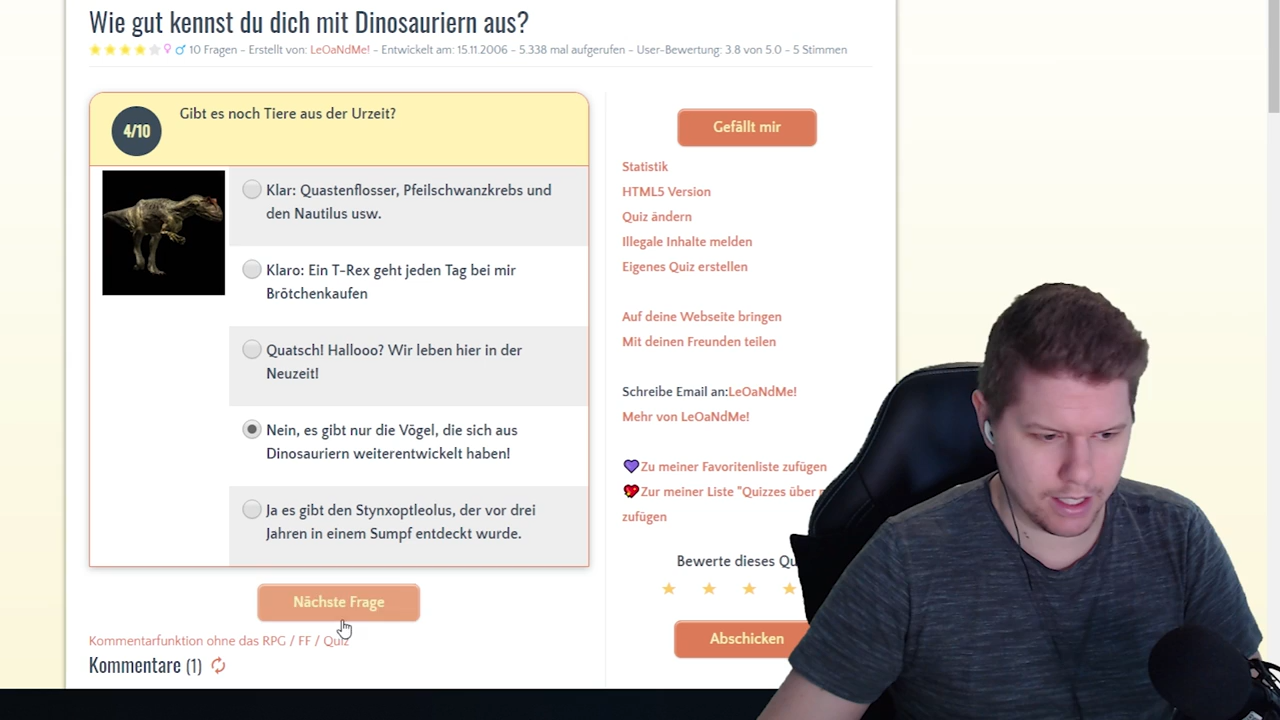 Wie gut kennst du dich mit Dinosauriern aus?
10 Fragen - Erstellt von: LeOaNdMe! - Entwickelt am: 15.11.2006 - 5.338 mal aufgerufen - User-Bewertung: 3.8 von 5.0 - 5 Stimmen
4/10
Gibt es noch Tiere aus der Urzeit?
Klar: Quastenflosser, Pfeilschwanzkrebs und
den Nautilus usw.
Klaro: Ein T-Rex geht jeden Tag bei mir
Brötchenkaufen
Quatsch! Hallooo? Wir leben hier in der
Neuzeit!
Nein, es gibt nur die Vögel, die sich aus
Dinosauriern weiterentwickelt haben!
Ja es gibt den Stynxoptleolus, der vor drei
Jahren in einem Sumpf entdeckt wurde.
Nächste Frage
Kommentarfunktion ohne das RPG / FF / Quiz
Kommentare (1)
Gefällt mir
Statistik
HTML5 Version
Quiz ändern
Illegale Inhalte melden
Eigenes Quiz erstellen
Auf deine Webseite bringen
Mit deinen Freunden teilen
Schreibe Email an:LeOaNdMe!
Mehr von LeOaNdMe!
Zu meiner Favoritenliste zufügen
Zur meiner Liste "Quizzes über
zufügen
Bewerte dieses
Abschicken